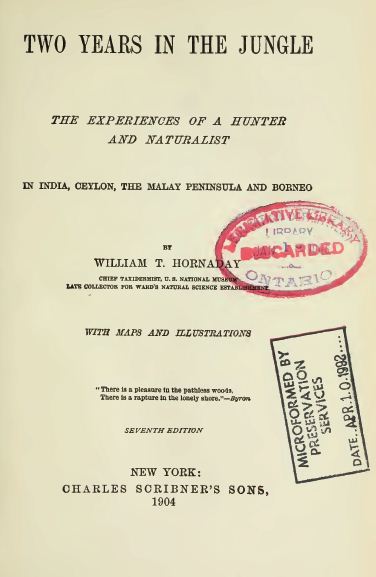 TWO YEARS IN THE JUNGLE
THE EXPERIENCES OF A HUNTER
AND NATURALIST
IN INDIA, CEYLON, THE MALAY PENINSULA AND BORNEO
BY
WILLIAM T. HORNADAY
CHIEF TAXIDERMIST, U. S. NATIONAL MUSEUM
LATE COLLECTOR FOR WARD'S NATURAL SCIENCE ESTABLISHMENT
LEGISLATIVE LIBRARY
LIBRARY
DISCARDED
ONTARIO
WITH MAPS AND ILLUSTRATIONS
"There is a pleasure in the pathless woods.
There is a rapture in the lonely shore."—Byron
SEVENTH EDITION
MICROFORMED BY
PRESERVATION
SERVICES
DATE..APR 1.0.1992....
NEW YORK:
CHARLES SCRIBNER'S SONS,
1904